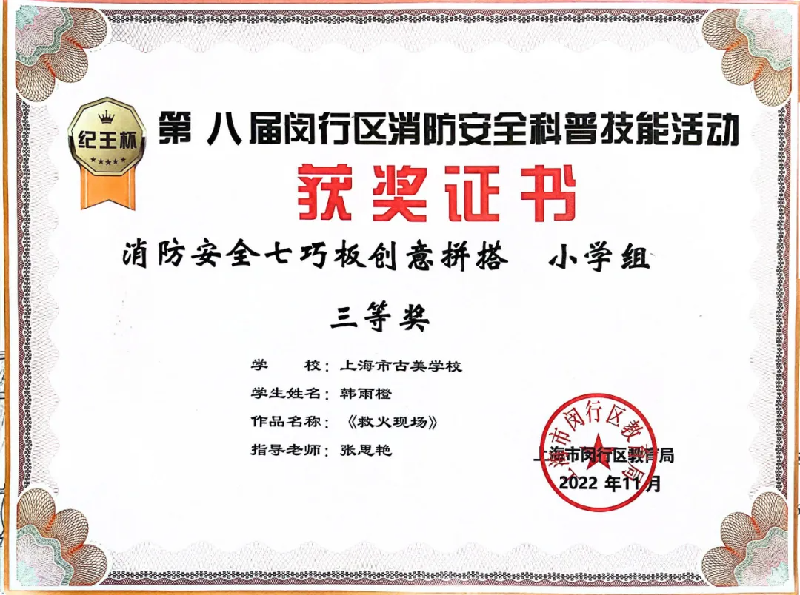 纪王杯
第八届闵行区消防安全科普技能活动
获奖证书
消防安全七巧板创意拼搭 小学组
三等奖
学 校：上海市古美学校
学生姓名：韩雨橙
作品名称：《救火现场》
指导老师：张思艳
上海市闵行区教育局
上海市闵行区教育局
2022 年11 月